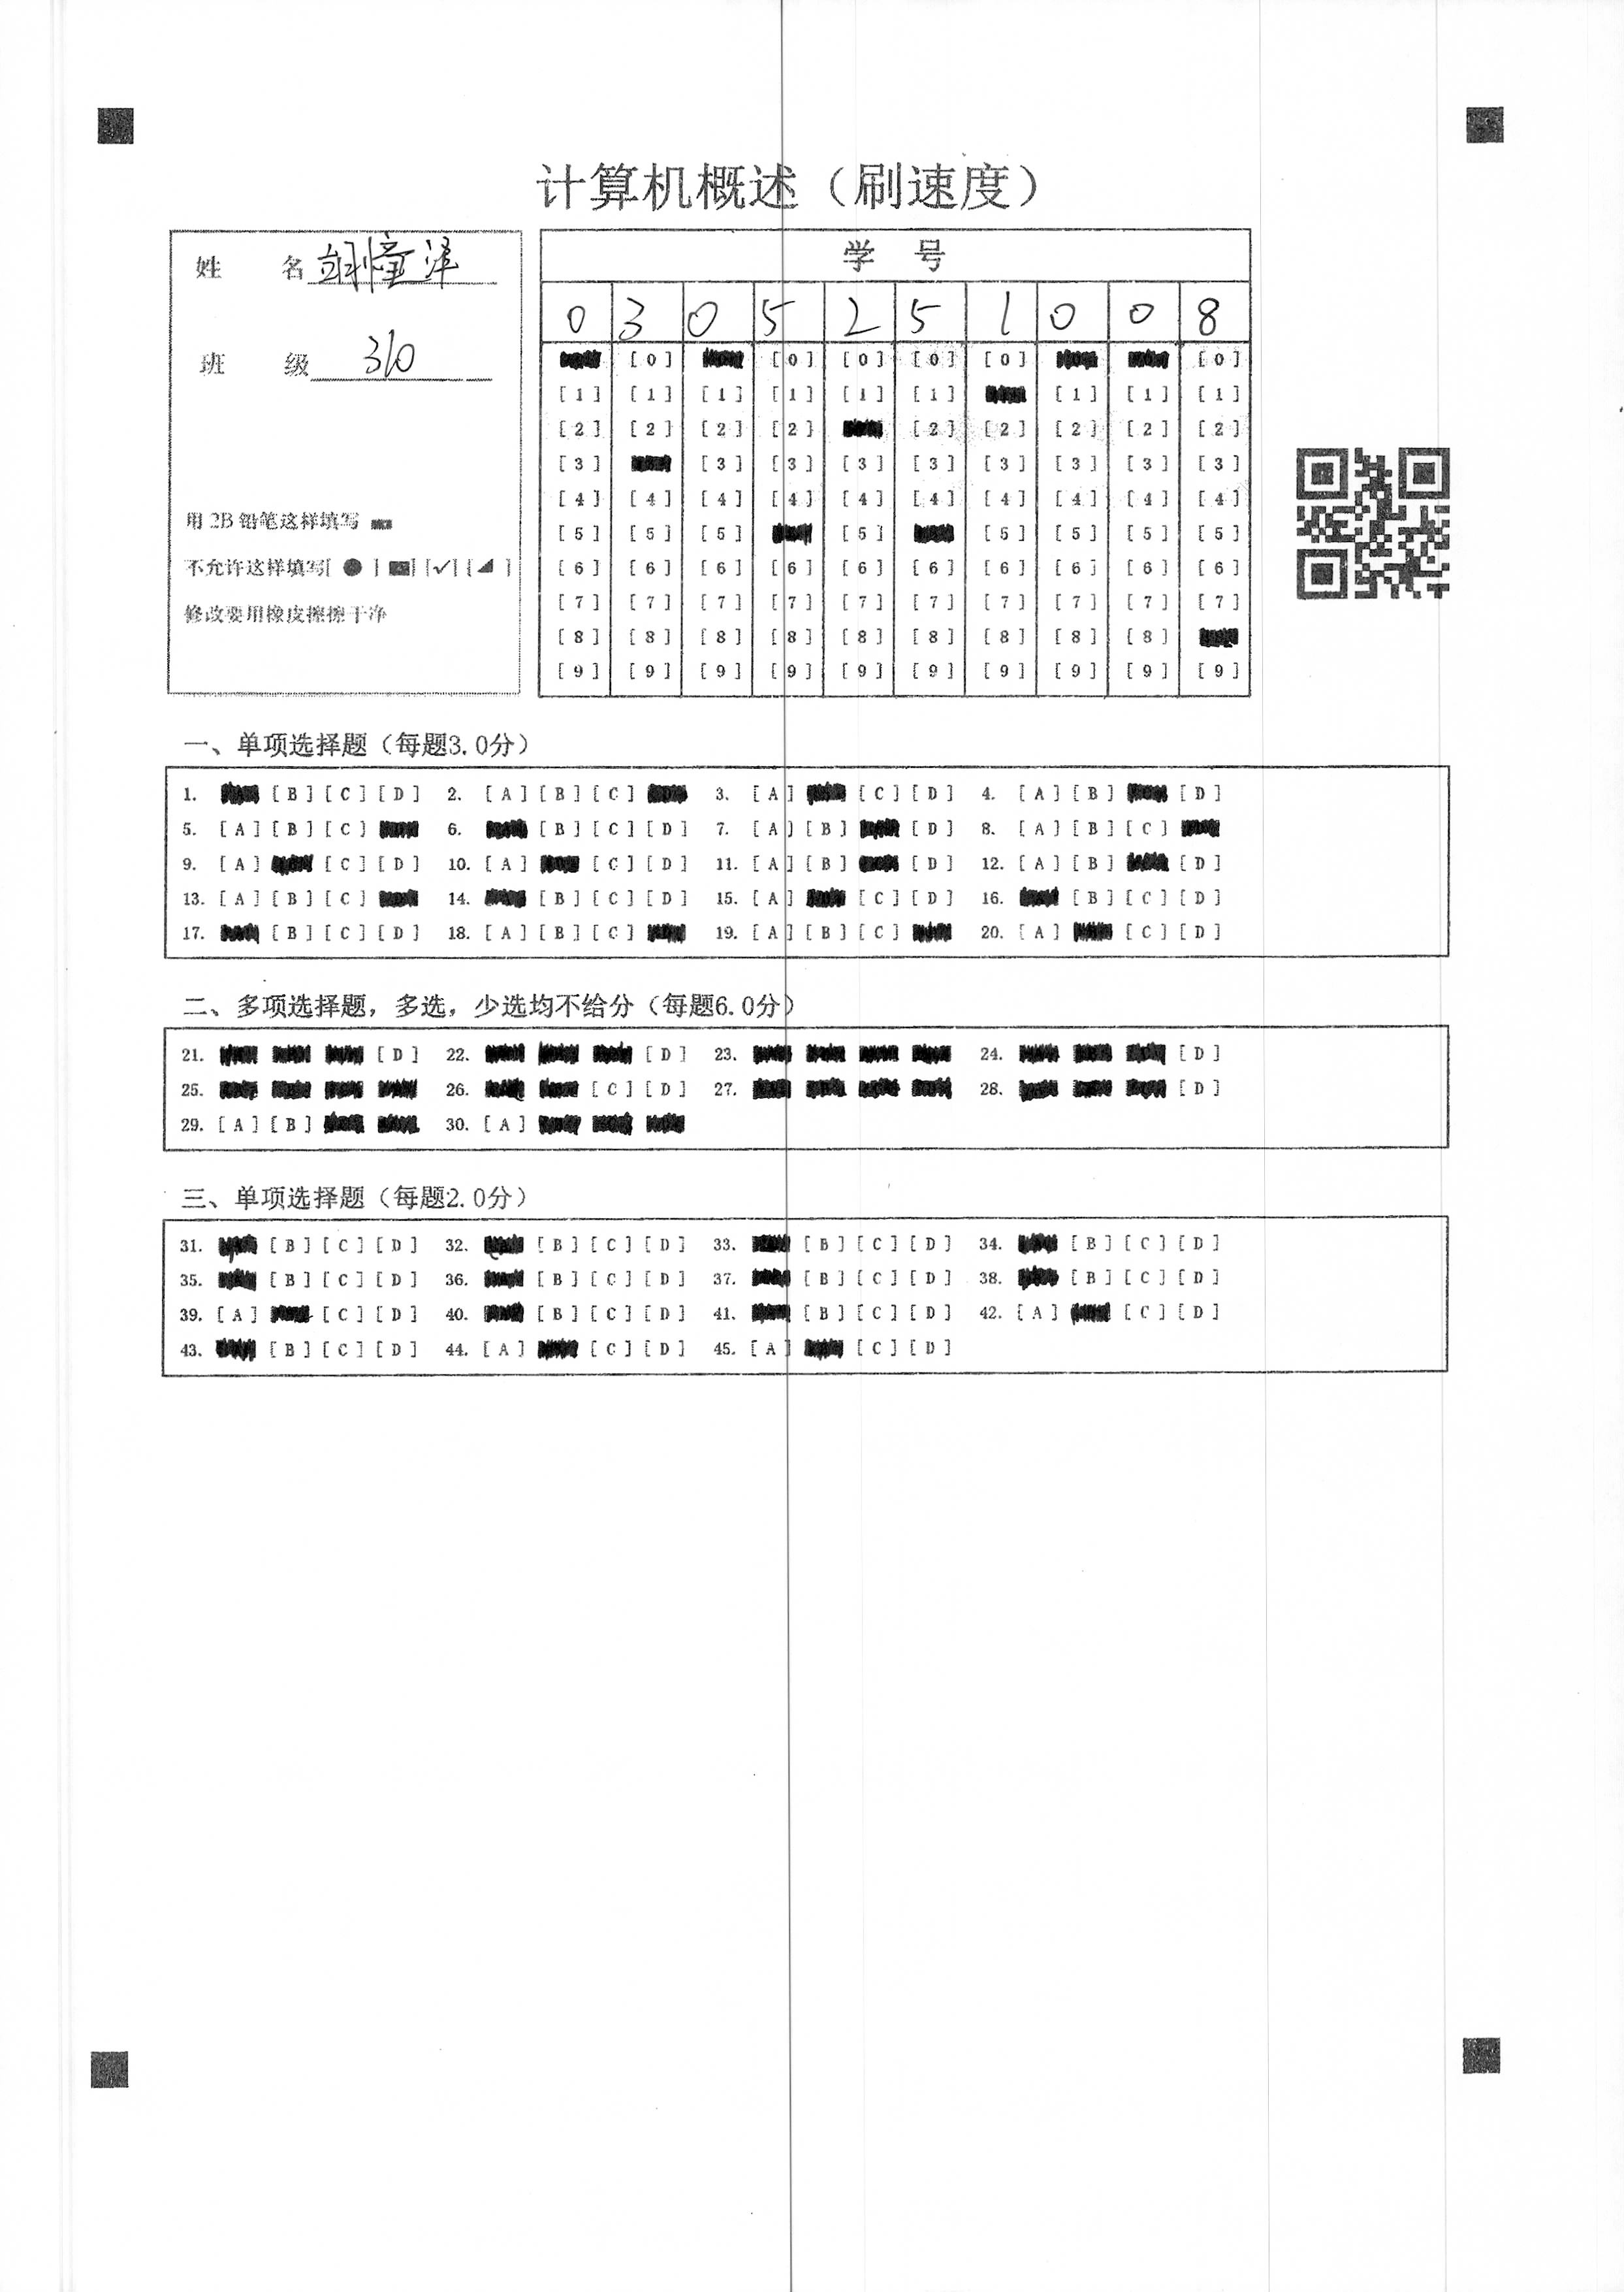 计算机概述（刷速度）
姓 名 胡憧泽
班 级 310
用 2B 铅笔这样填写
不允许这样填写[ ● ] [ ■ ] [✓] [◢ ]
修改要用橡皮擦擦干净
学 号
0 3 0 5 2 5 1 0 0 8
[0] [0] [0] [0] [0] [0]
[1] [1] [1] [1] [1] [1] [1] [1] [1]
[2] [2] [2] [2] [2] [2] [2] [2] [2]
[3] [3] [3] [3] [3] [3] [3] [3] [3]
[4] [4] [4] [4] [4] [4] [4] [4] [4] [4]
[5] [5] [5] [5] [5] [5] [5] [5]
[6] [6] [6] [6] [6] [6] [6] [6] [6] [6]
[7] [7] [7] [7] [7] [7] [7] [7] [7] [7]
[8] [8] [8] [8] [8] [8] [8] [8] [8]
[9] [9] [9] [9] [9] [9] [9] [9] [9] [9]
一、单项选择题（每题3.0分）
1. [B] [C] [D] 2. [A] [B] [C] 3. [A] [C] [D] 4. [A] [B] [D]
5. [A] [B] [C] 6. [B] [C] [D] 7. [A] [B] [D] 8. [A] [B] [C]
9. [A] [C] [D] 10. [A] [C] [D] 11. [A] [B] [D] 12. [A] [B] [D]
13. [A] [B] [C] 14. [B] [C] [D] 15. [A] [C] [D] 16. [B] [C] [D]
17. [B] [C] [D] 18. [A] [B] [C] 19. [A] [B] [C] 20. [A] [C] [D]
二、多项选择题，多选，少选均不给分（每题6.0分）
21. [D] 22. [D] 23. 24. [D]
25. 26. [C] [D] 27. 28. [D]
29. [A] [B] 30. [A]
三、单项选择题（每题2.0分）
31. [B] [C] [D] 32. [B] [C] [D] 33. [B] [C] [D] 34. [B] [C] [D]
35. [B] [C] [D] 36. [B] [C] [D] 37. [B] [C] [D] 38. [B] [C] [D]
39. [A] [C] [D] 40. [B] [C] [D] 41. [B] [C] [D] 42. [A] [C] [D]
43. [B] [C] [D] 44. [A] [C] [D] 45. [A] [C] [D]